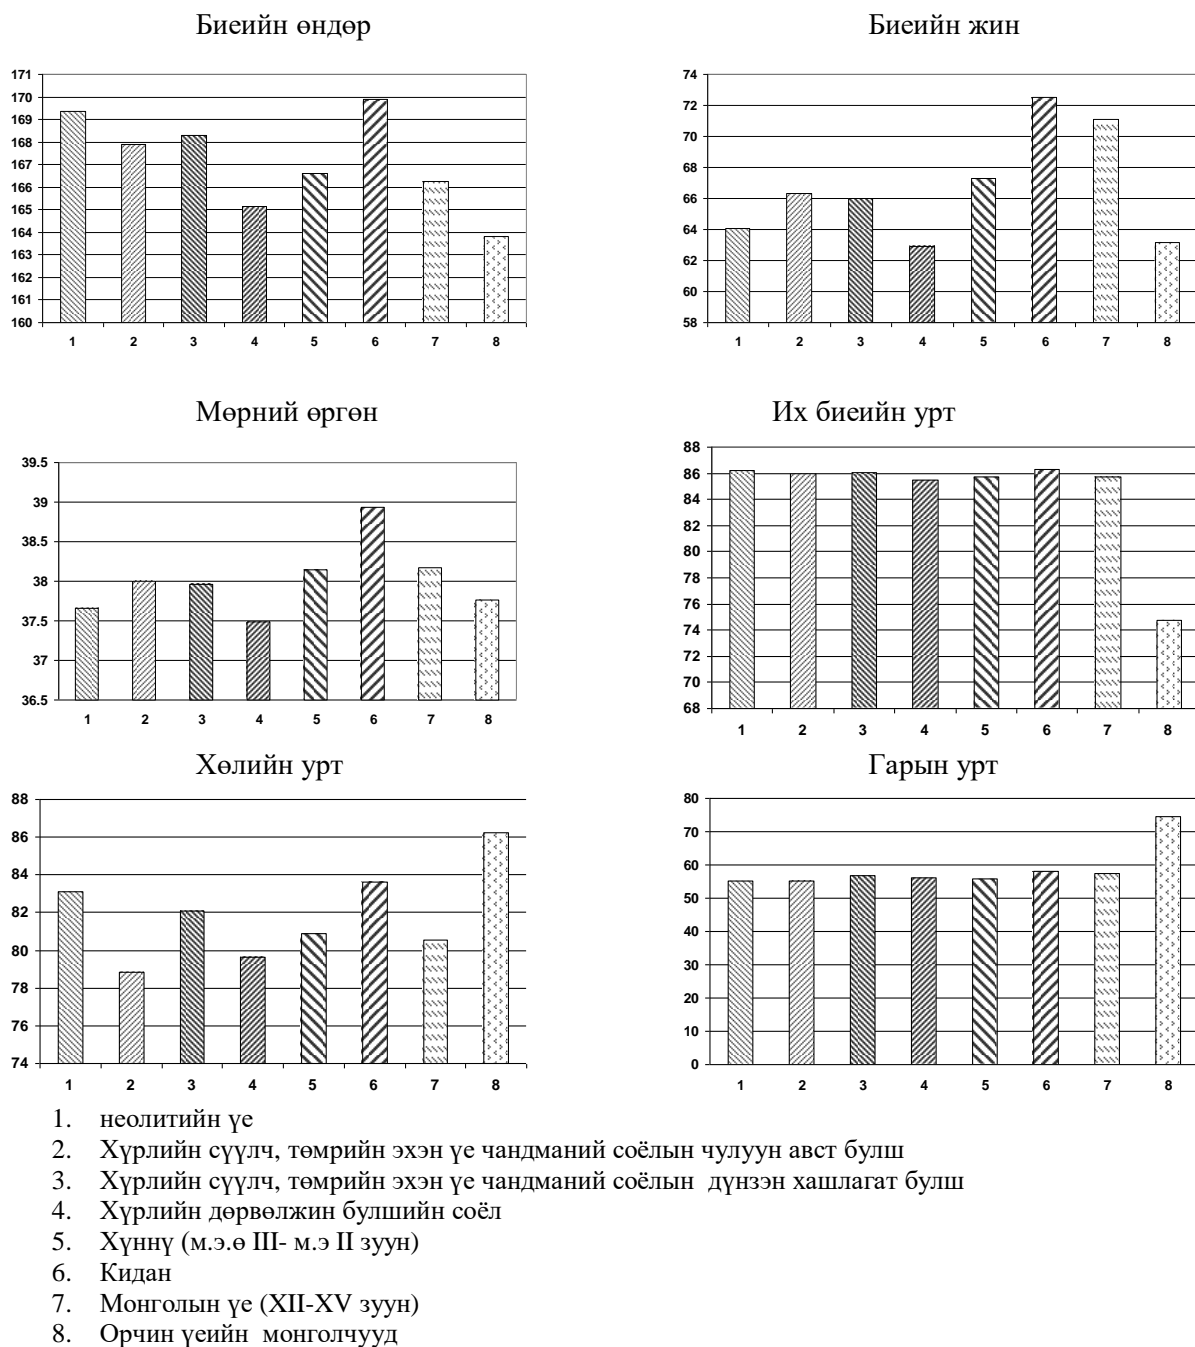 Биеийн өндөр
171
170
169
168
167
166
165
164
163
162
161
160
1 2 3 4 5 6 7 8
Биеийн жин
74
72
70
68
66
64
62
60
58
1 2 3 4 5 6 7 8
Мөрний өргөн
39.5
39
38.5
38
37.5
37
36.5
1 2 3 4 5 6 7 8
Их биеийн урт
88
86
84
82
80
78
76
74
72
70
68
1 2 3 4 5 6 7 8
Хөлийн урт
88
86
84
82
80
78
76
74
1 2 3 4 5 6 7 8
Гарын урт
80
70
60
50
40
30
20
10
0
1 2 3 4 5 6 7 8
1. неолитийн үе
2. Хүрлийн сүүлч, төмрийн эхэн үе чандманий соёлын чулуун авст булш
3. Хүрлийн сүүлч, төмрийн эхэн үе чандманий соёлын дүнзэн хашлагат булш
4. Хүрлийн дөрвөлжин булшийн соёл
5. Хүннү (м.э.ө III- м.э II зуун)
6. Кидан
7. Монголын үе (XII-XV зуун)
8. Орчин үеийн монголчууд